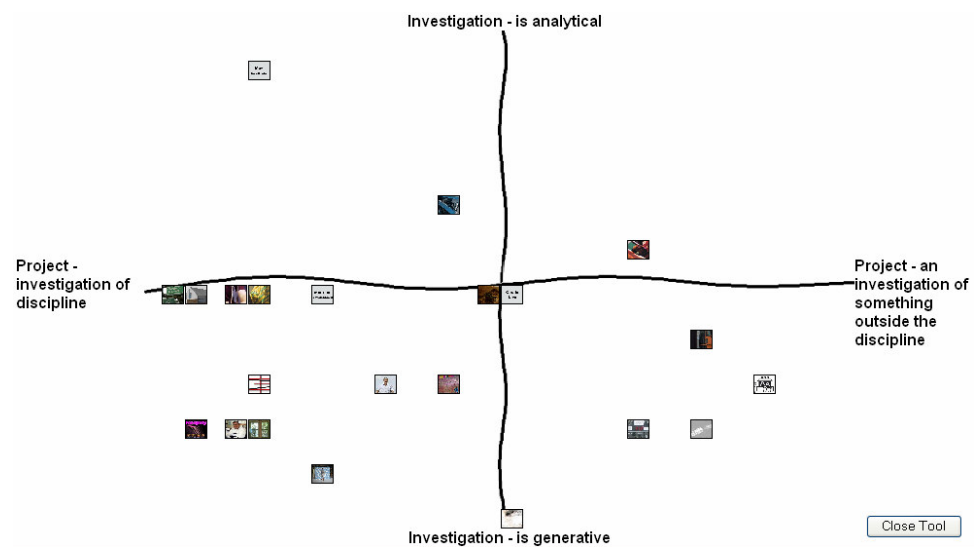 Investigation - is analytical
Project -
investigation of
discipline
Project - an
investigation of
something
outside the
discipline
Investigation - is generative
Close Tool